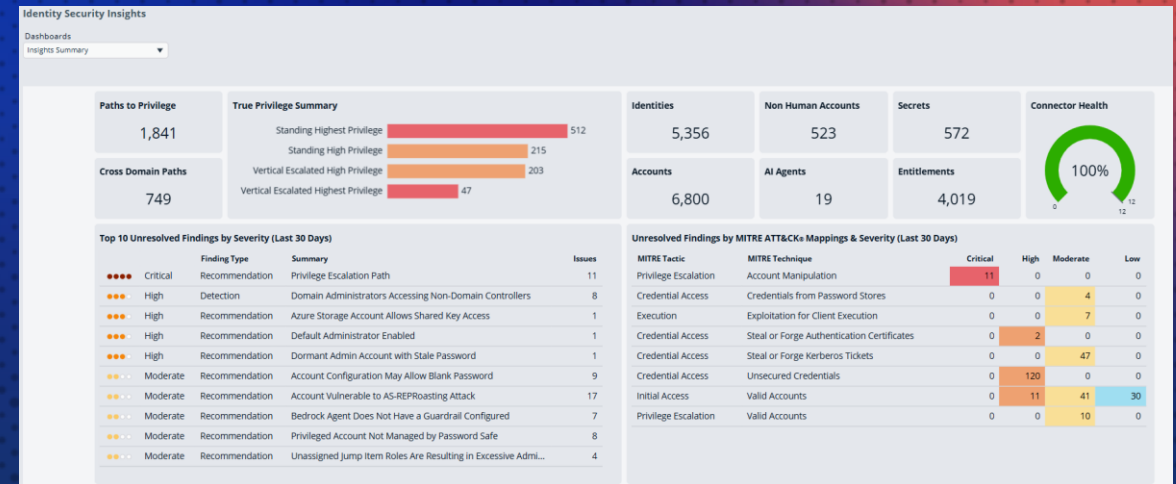 Identity Security Insights
Dashboards
Insights Summary
Paths to Privilege
1,841
Cross Domain Paths
749
True Privilege Summary
Standing Highest Privilege 512
Standing High Privilege 215
Vertical Escalated High Privilege 203
Vertical Escalated Highest Privilege 47
Identities
5,356
Non Human Accounts
523
Secrets
572
Accounts
6,800
AI Agents
19
Entitlements
4,019
Connector Health
100%
0 12
12
Top 10 Unresolved Findings by Severity (Last 30 Days)
Finding Type Summary Issues
Critical Recommendation Privilege Escalation Path 11
High Detection Domain Administrators Accessing Non-Domain Controllers 8
High Recommendation Azure Storage Account Allows Shared Key Access 1
High Recommendation Default Administrator Enabled 1
High Recommendation Dormant Admin Account with Stale Password 1
Moderate Recommendation Account Configuration May Allow Blank Password 9
Moderate Recommendation Account Vulnerable to AS-REPRoasting Attack 17
Moderate Recommendation Bedrock Agent Does Not Have a Guardrail Configured 7
Moderate Recommendation Privileged Account Not Managed by Password Safe 8
Moderate Recommendation Unassigned Jump Item Roles Are Resulting in Excessive Admi... 4
Unresolved Findings by MITRE ATT&CK® Mappings & Severity (Last 30 Days)
MITRE Tactic MITRE Technique Critical High Moderate Low
Privilege Escalation Account Manipulation 11 0 0 0
Credential Access Credentials from Password Stores 0 0 4 0
Execution Exploitation for Client Execution 0 0 7 0
Credential Access Steal or Forge Authentication Certificates 0 2 0 0
Credential Access Steal or Forge Kerberos Tickets 0 0 47 0
Credential Access Unsecured Credentials 0 120 0 0
Initial Access Valid Accounts 0 11 41 30
Privilege Escalation Valid Accounts 0 0 10 0